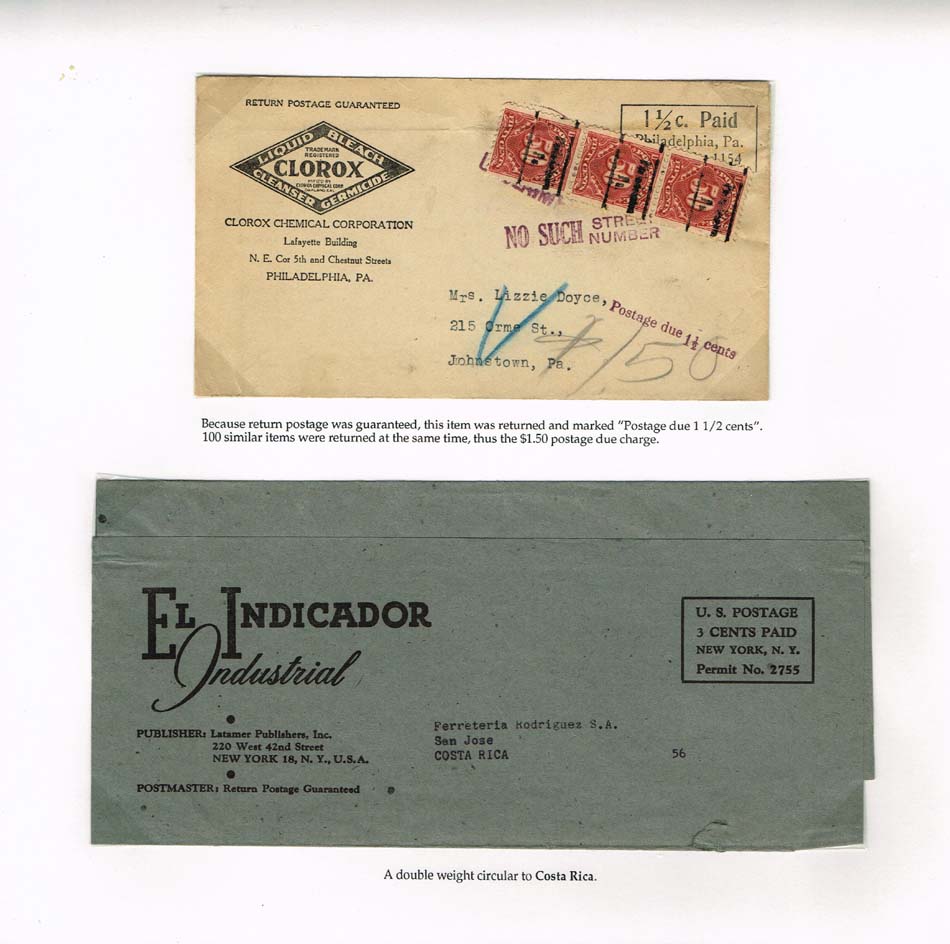 RETURN POSTAGE GUARANTEED
LIQUID BLEACH
TRADEMARK
REGISTERED
CLOROX
CLEANSER GERMICIDE
CLOROX CHEMICAL CORPORATION
Lafayette Building
N. E. Cor 5th and Chestnut Streets
PHILADELPHIA, PA.
1 1/2 c. Paid
Philadelphia, Pa.
1154
NO SUCH STREET
NUMBER
Mrs. Lizzie Doyce,
215 Orme St.,
Johnstown, Pa.
Postage due 1½ cents
$1.50
Because return postage was guaranteed, this item was returned and marked "Postage due 1 1/2 cents".
100 similar items were returned at the same time, thus the $1.50 postage due charge.
EL INDICADOR
Industrial
PUBLISHER: Latamer Publishers, Inc.
220 West 42nd Street
NEW YORK 18, N. Y., U.S.A.
POSTMASTER: Return Postage Guaranteed
U. S. POSTAGE
3 CENTS PAID
NEW YORK, N. Y.
Permit No. 2755
Ferreteria Rodriguez S.A.
San Jose
COSTA RICA 56
A double weight circular to Costa Rica.